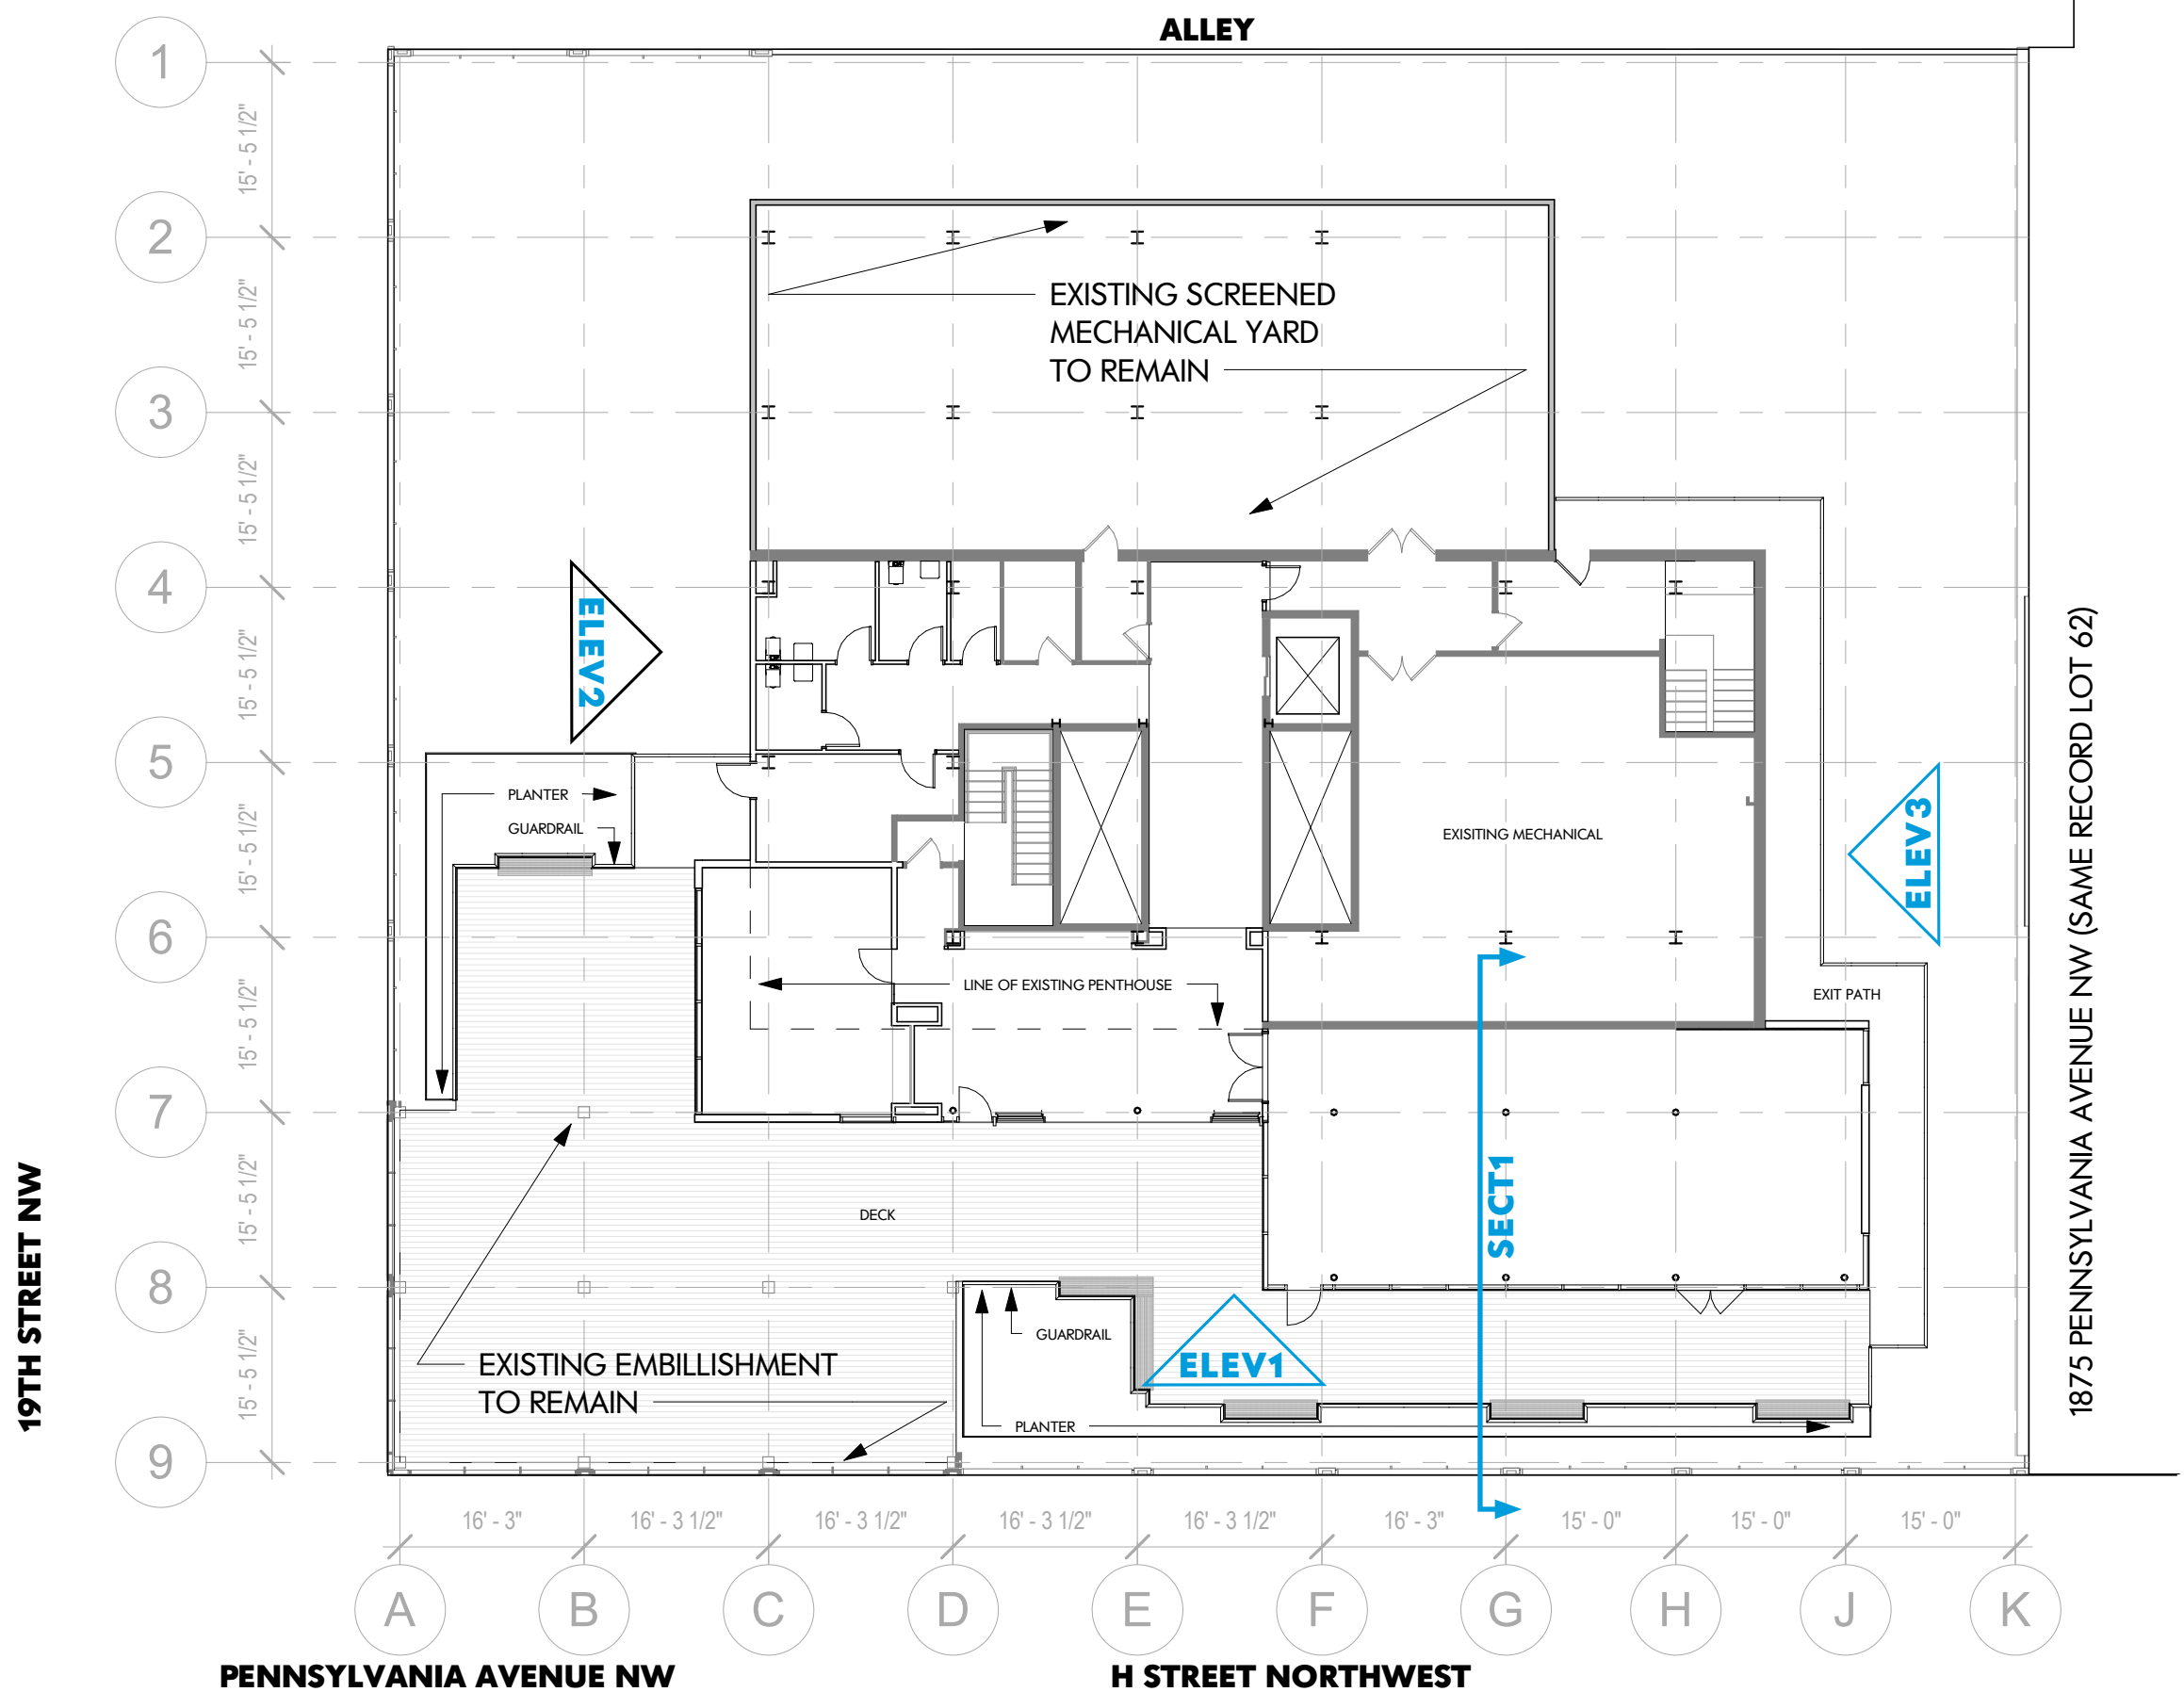 ALLEY
1
15' - 5 1/2"
2
15' - 5 1/2"
3
15' - 5 1/2"
4
15' - 5 1/2"
5
15' - 5 1/2"
6
15' - 5 1/2"
7
15' - 5 1/2"
8
15' - 5 1/2"
9
EXISTING SCREENED
MECHANICAL YARD
TO REMAIN
ELEV2
PLANTER
GUARDRAIL
EXISITING MECHANICAL
ELEV3
LINE OF EXISTING PENTHOUSE
EXIT PATH
1875 PENNSYLVANIA AVENUE NW (SAME RECORD LOT 62)
19TH STREET NW
DECK
SECT1
GUARDRAIL
ELEV1
EXISTING EMBILLISHMENT
TO REMAIN
PLANTER
16' - 3"
16' - 3 1/2"
16' - 3 1/2"
16' - 3 1/2"
16' - 3 1/2"
16' - 3"
15' - 0"
15' - 0"
15' - 0"
A
B
C
D
E
F
G
H
J
K
PENNSYLVANIA AVENUE NW
H STREET NORTHWEST